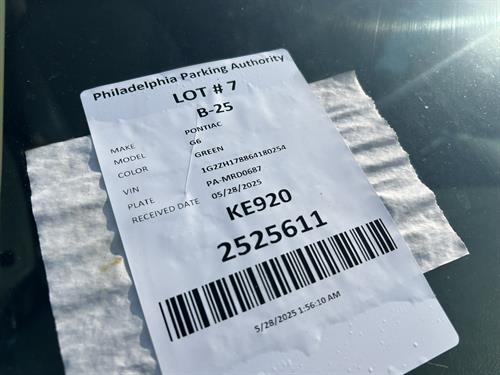 Philadelphia Parking Authority
LOT # 7
B-25
MAKE PONTIAC
MODEL G6
COLOR GREEN
VIN 1G2ZH178864180254
PLATE PA-MRD0687
RECEIVED DATE 05/28/2025
KE920
2525611
5/28/2025 1:56:10 AM